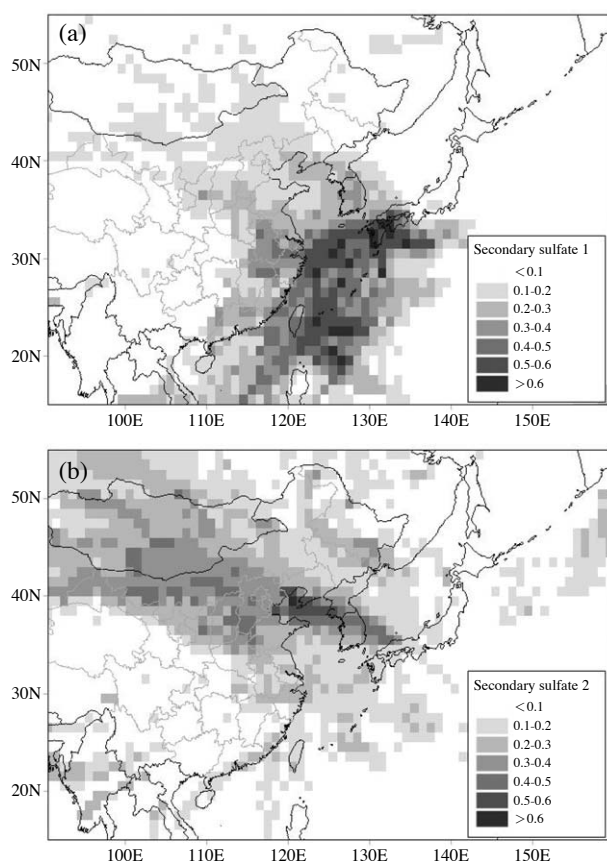 (a)
50N
40N
30N
20N
Secondary sulfate 1
<0.1
0.1-0.2
0.2-0.3
0.3-0.4
0.4-0.5
0.5-0.6
>0.6
100E 110E 120E 130E 140E 150E
(b)
50N
40N
30N
20N
Secondary sulfate 2
<0.1
0.1-0.2
0.2-0.3
0.3-0.4
0.4-0.5
0.5-0.6
>0.6
100E 110E 120E 130E 140E 150E